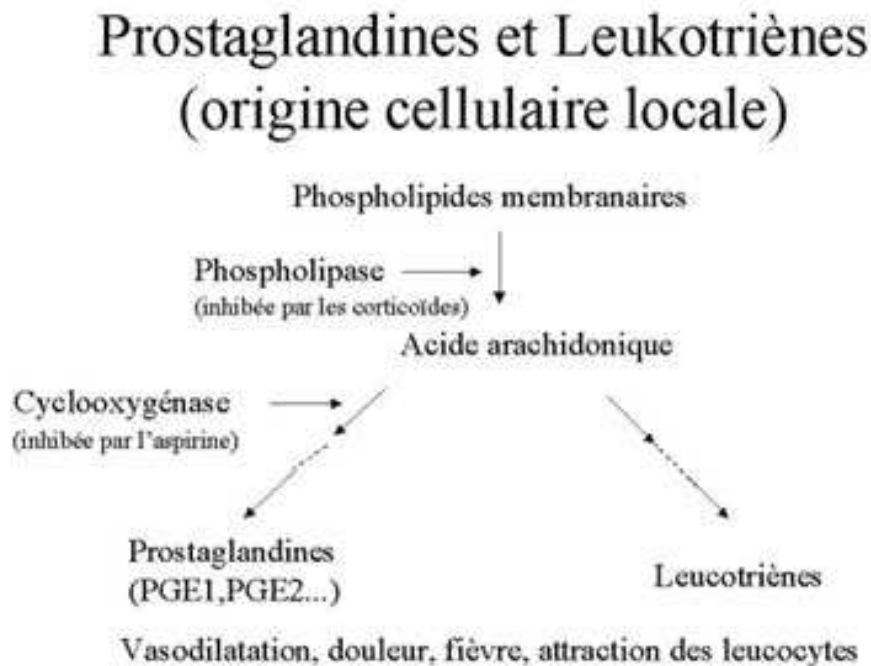 Prostaglandines et Leukotriènes
(origine cellulaire locale)
Phospholipides membranaires
Phospholipase
(inhibée par les corticoïdes)
Acide arachidonique
Cyclooxygénase
(inhibée par l'aspirine)
Prostaglandines
(PGE1,PGE2...)
Leucotriènes
Vasodilatation, douleur, fièvre, attraction des leucocytes